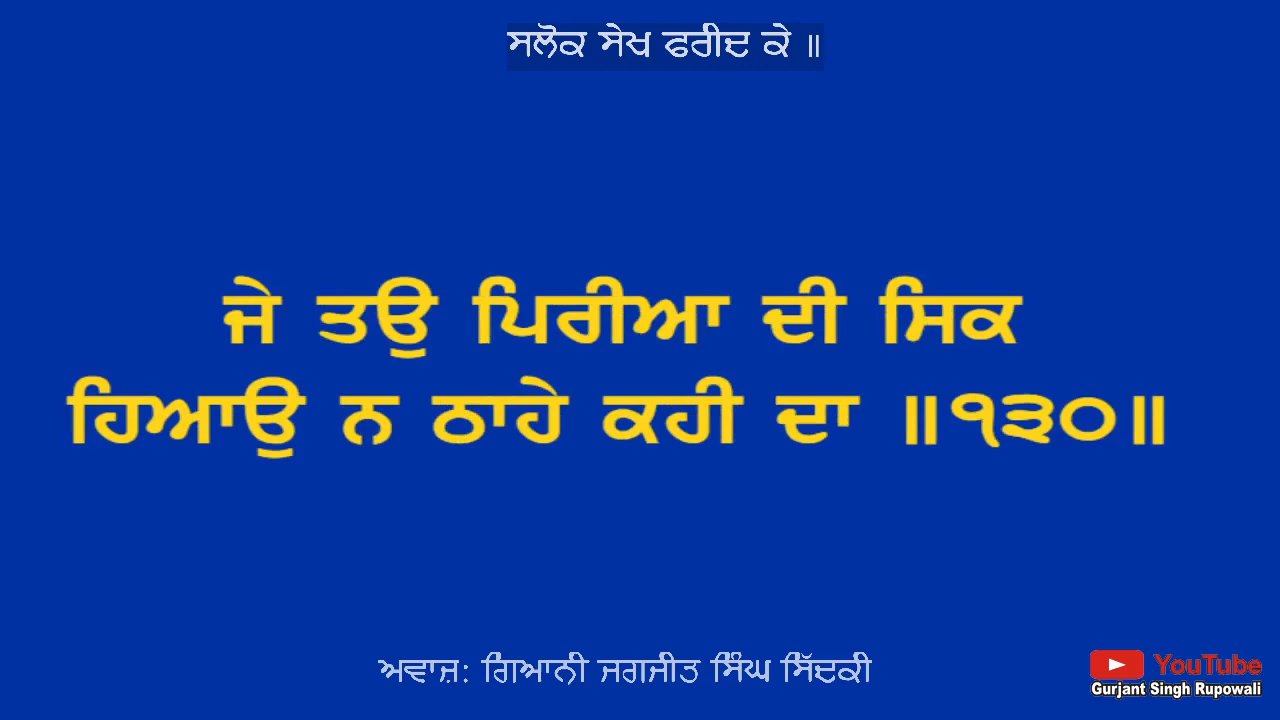 ਸਲੋਕ ਸੇਖ ਫਰੀਦ ਕੇ ॥
ਜੇ ਤਉ ਪਿਰੀਆ ਦੀ ਸਿਕ
ਹਿਆਉ ਨ ਠਾਹੇ ਕਹੀ ਦਾ ॥੧੩੦॥
ਅਵਾਜ਼: ਗਿਆਨੀ ਜਗਜੀਤ ਸਿੰਘ ਸਿੱਦਕੀ
YouTube
Gurjant Singh Rupowali